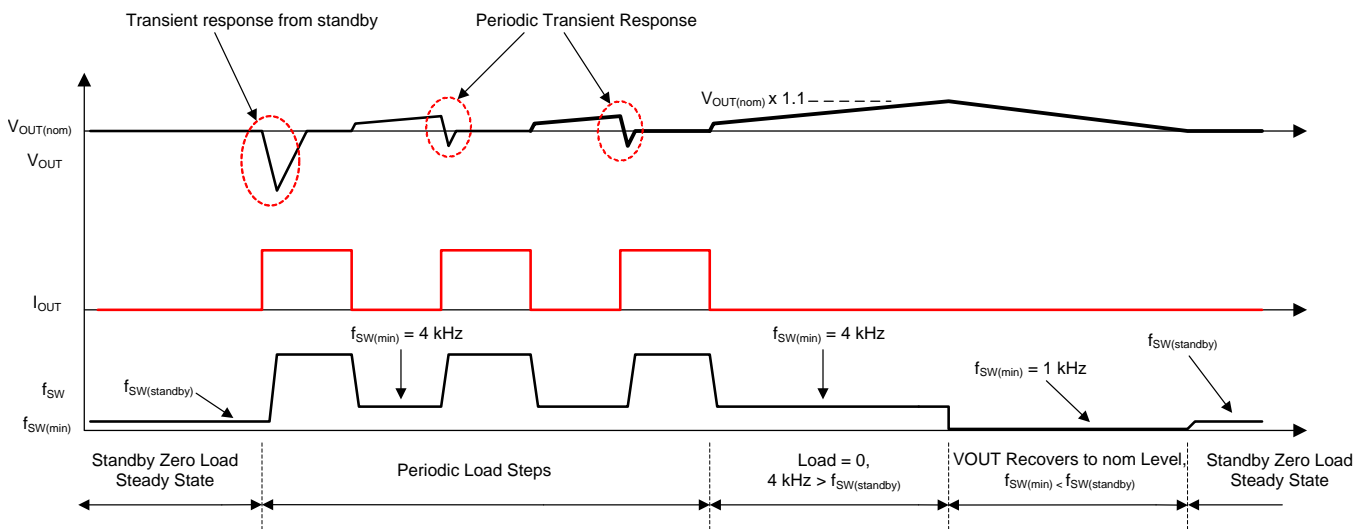 Transient response from standby
Periodic Transient Response
VOUT(nom) x 1.1
VOUT(nom)
VOUT
IOUT
fSW(min) = 4 kHz
fSW(min) = 4 kHz
fSW(standby)
fSW(standby)
fSW(min) = 1 kHz
fSW
fSW(min)
Standby Zero Load
Steady State
Periodic Load Steps
Load = 0,
4 kHz > fSW(standby)
VOUT Recovers to nom Level,
fSW(min) < fSW(standby)
Standby Zero Load
Steady State